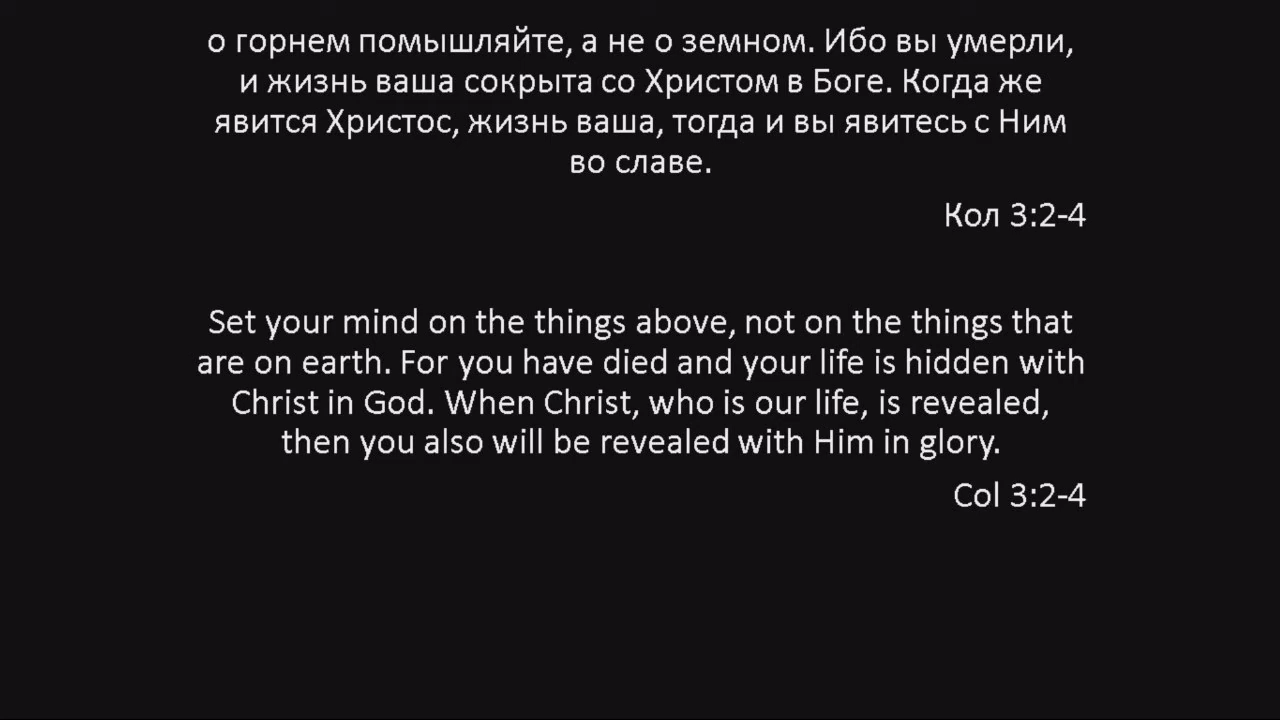 о горнем помышляйте, а не о земном. Ибо вы умерли,
и жизнь ваша сокрыта со Христом в Боге. Когда же
явится Христос, жизнь ваша, тогда и вы явитесь с Ним
во славе.
Кол 3:2-4
Set your mind on the things above, not on the things that
are on earth. For you have died and your life is hidden with
Christ in God. When Christ, who is our life, is revealed,
then you also will be revealed with Him in glory.
Col 3:2-4